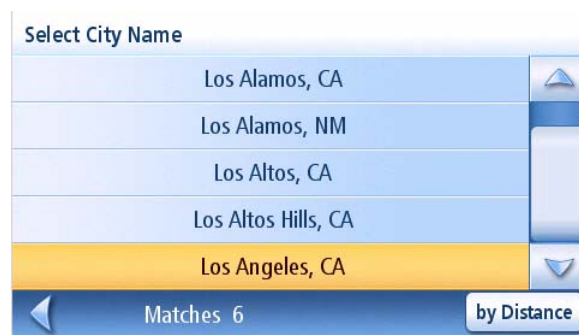 Select City Name
Los Alamos, CA
Los Alamos, NM
Los Altos, CA
Los Altos Hills, CA
Los Angeles, CA
Matches 6 by Distance